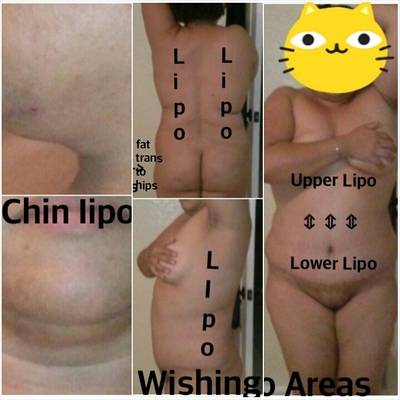 Lipo
Lipo
fat
trans
to
hips
Chin lipo
Upper Lipo
Lower Lipo
LIpo
Wishing Areas